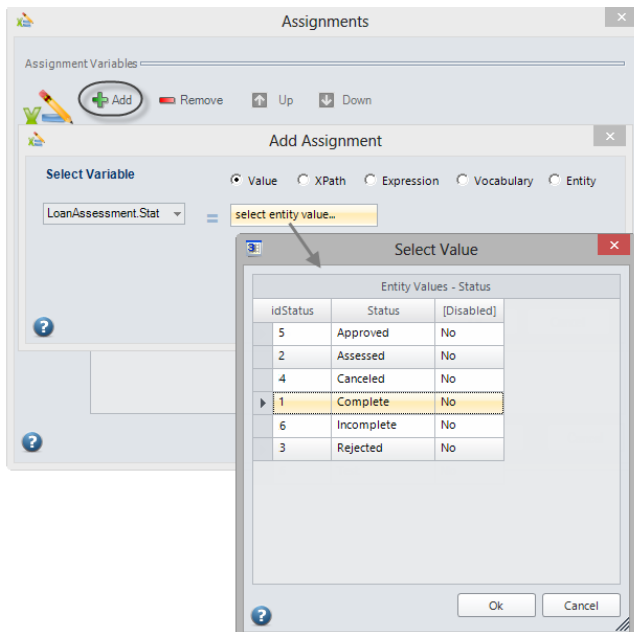 Assignments
Assignment Variables
Add Remove Up Down
Add Assignment
Select Variable Value XPath Expression Vocabulary Entity
LoanAssessment.Stat = select entity value...
Select Value
Entity Values - Status
idStatus Status [Disabled]
5 Approved No
2 Assessed No
4 Canceled No
1 Complete No
6 Incomplete No
3 Rejected No
Ok Cancel